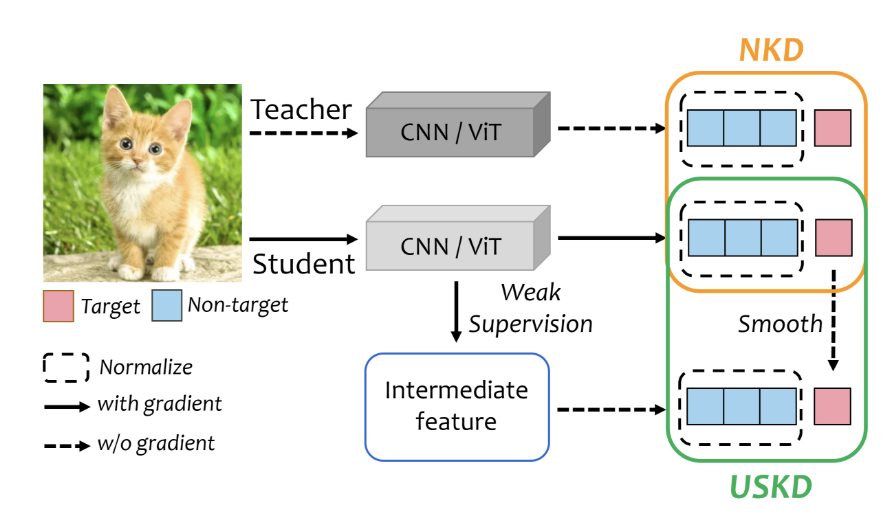 NKD
Teacher
CNN / ViT
CNN / ViT
Student
Target
Non-target
Weak
Supervision
Smooth
Normalize
with gradient
w/o gradient
Intermediate
feature
USKD